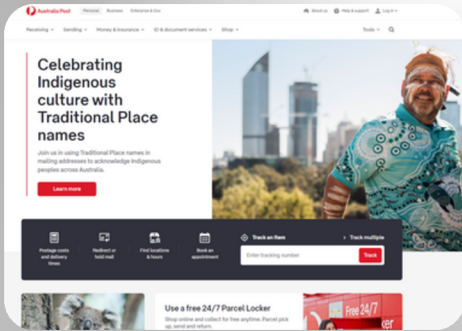 Australia Post
Personal Business Enterprise & Gov
About us Help & support Log in
Receiving Sending Money & insurance ID & document services Shop Tools
Celebrating
Indigenous
culture with
Traditional Place
names
Join us in using Traditional Place names in
mailing addresses to acknowledge Indigenous
peoples across Australia.
Learn more
Postage costs
and delivery
times
Redirect or
hold mail
Find locations
& hours
Book an
appointment
Track an item
Track multiple
Enter tracking number
Track
Use a free 24/7 Parcel Locker
Shop online and collect for free anytime. Parcel pick
up, send and return.
Free 24/7